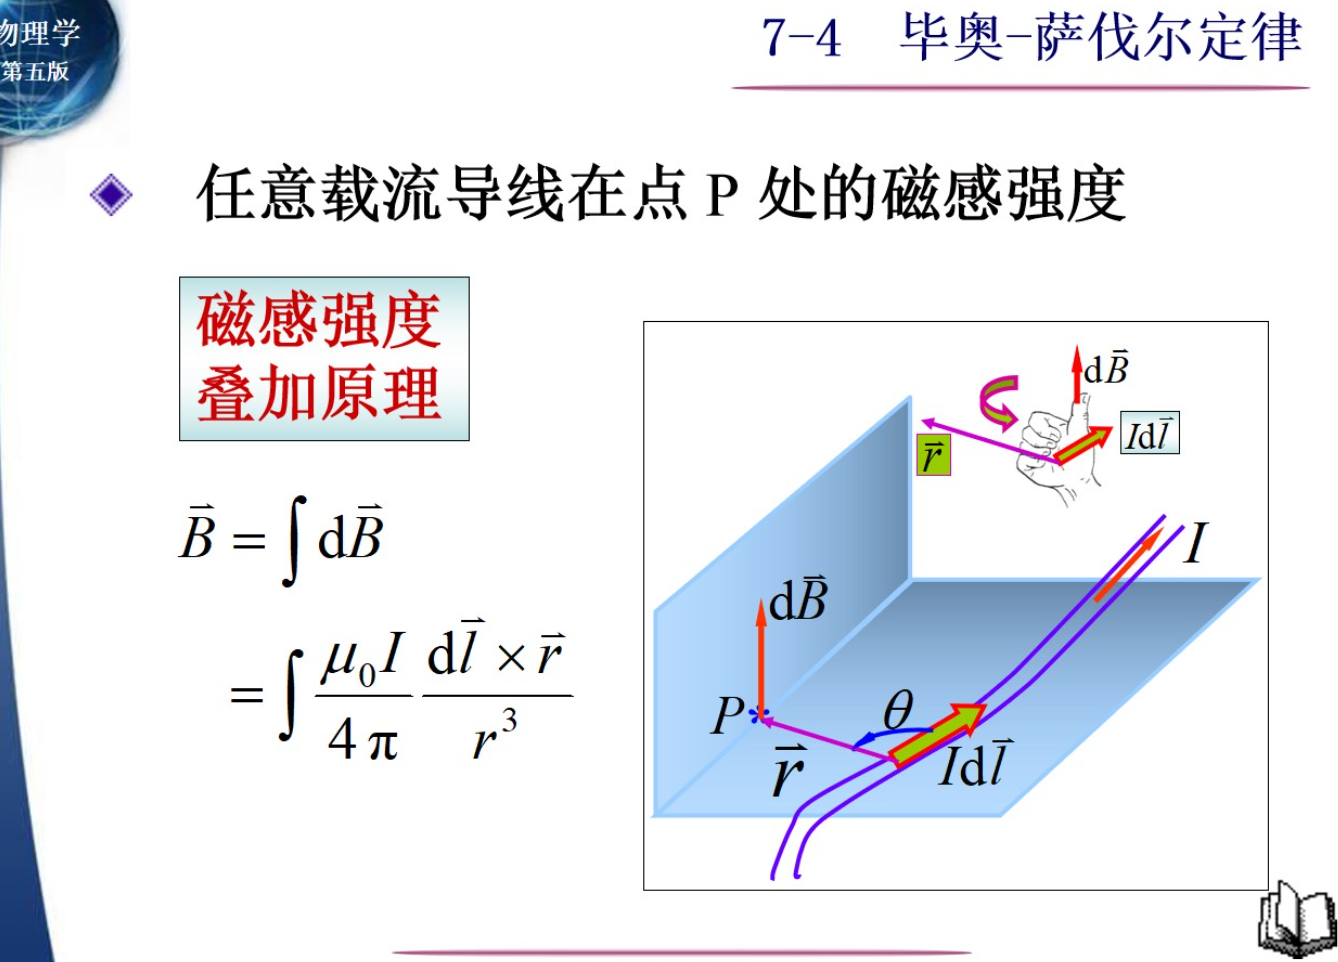 物理学
第五版
7-4 毕奥-萨伐尔定律
任意载流导线在点 P 处的磁感强度
磁感强度
叠加原理
$\vec{B} = \int \mathrm{d}\vec{B}$
$= \int \frac{\mu_0 I}{4\pi} \frac{\mathrm{d}\vec{l} \times \vec{r}}{r^3}$
$\mathrm{d}\vec{B}$
$I\mathrm{d}\vec{l}$
$\vec{r}$
$I$
$\mathrm{d}\vec{B}$
$P$ *
$\theta$
$\vec{r}$
$I\mathrm{d}\vec{l}$